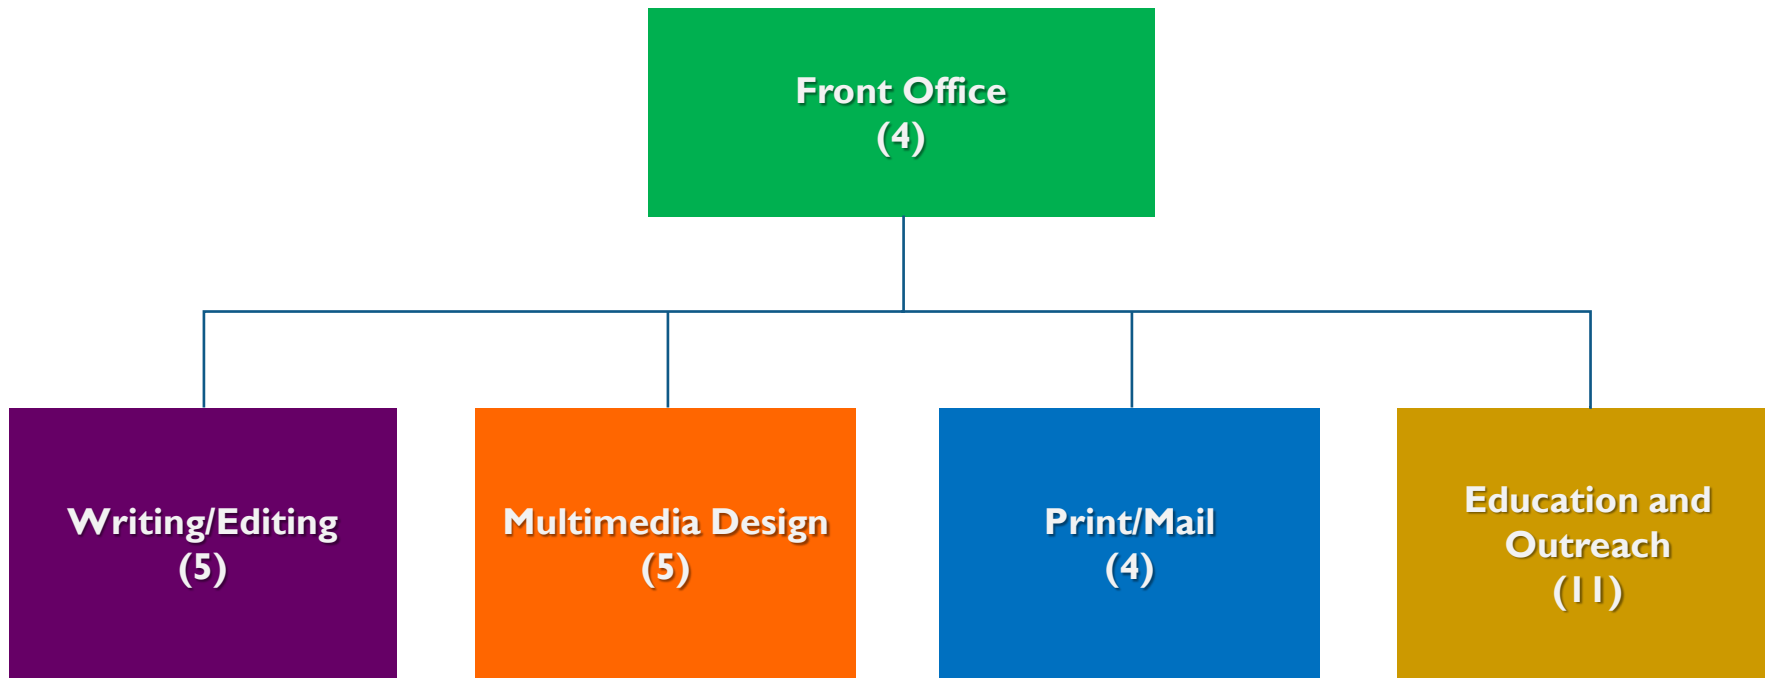 Front Office
(4)
Writing/Editing
(5)
Multimedia Design
(5)
Print/Mail
(4)
Education and
Outreach
(11)